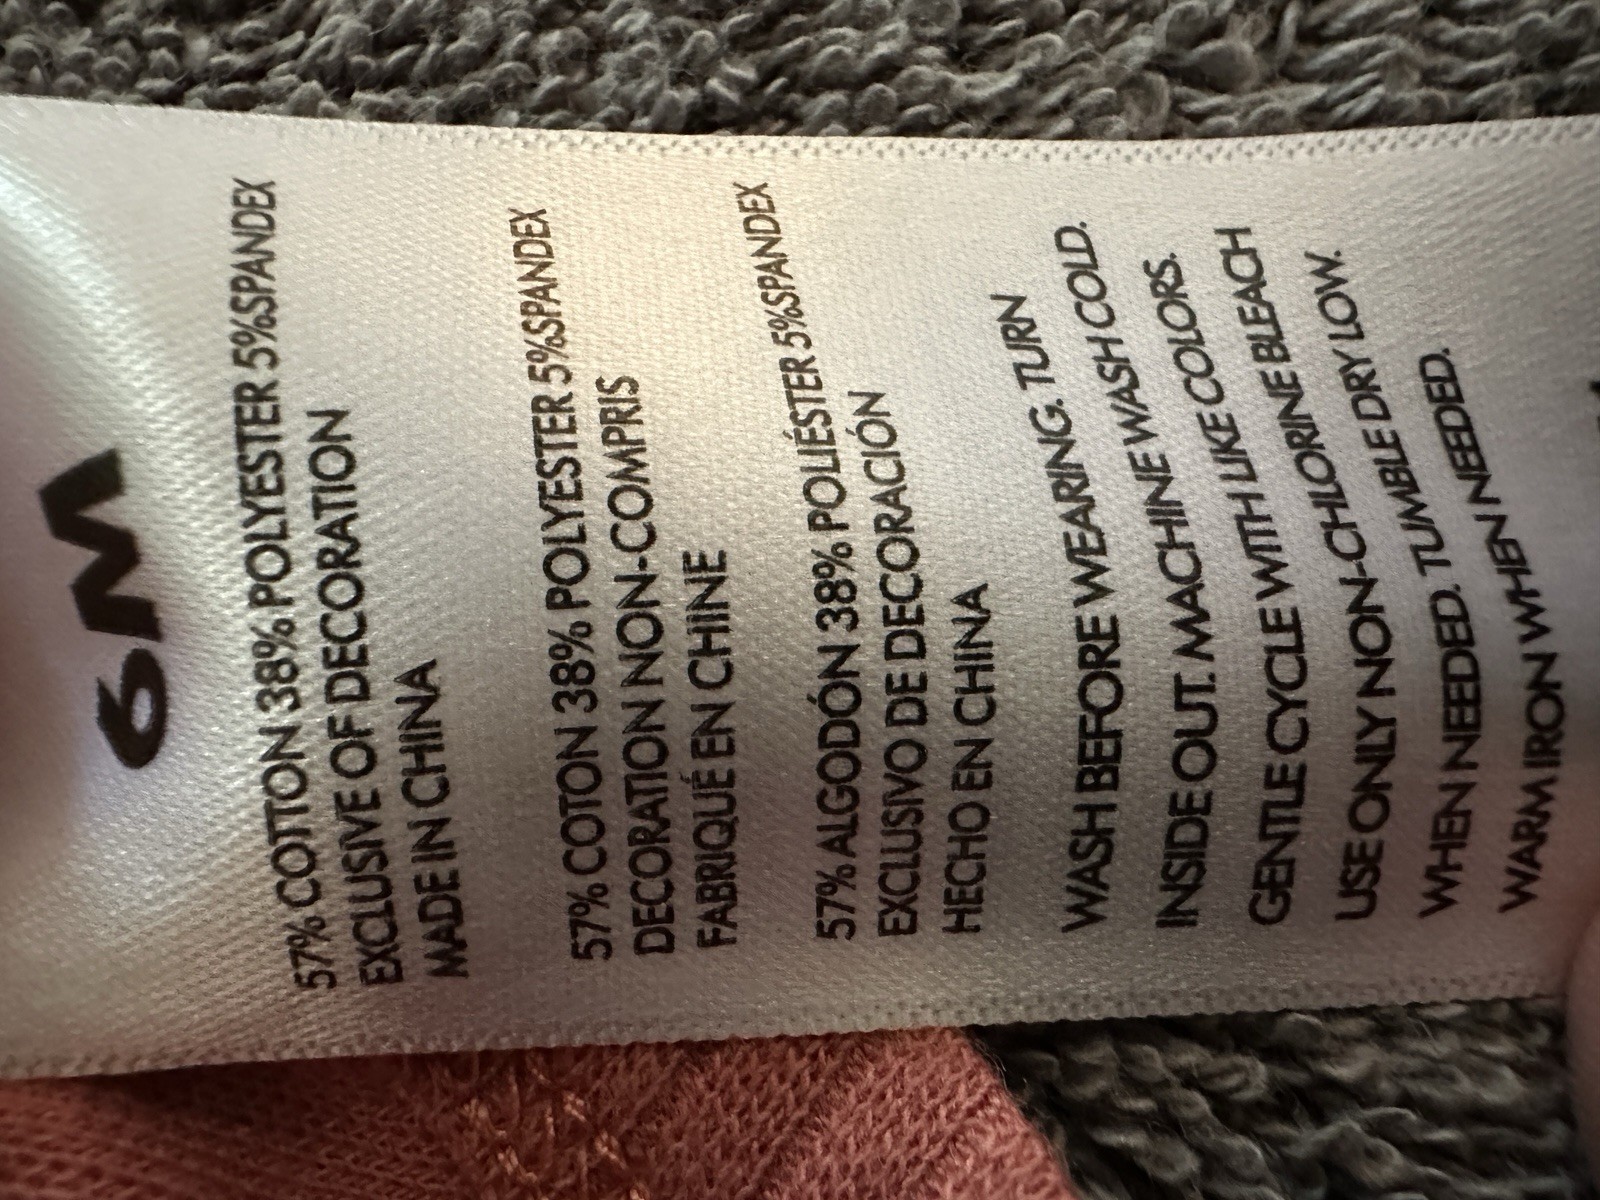 6M
57% COTTON 38% POLYESTER 5%SPANDEX
EXCLUSIVE OF DECORATION
MADE IN CHINA
57% COTON 38% POLYESTER 5%SPANDEX
DECORATION NON-COMPRIS
FABRIQUÉ EN CHINE
57% ALGODÓN 38% POLIÉSTER 5%SPANDEX
EXCLUSIVO DE DECORACIÓN
HECHO EN CHINA
WASH BEFORE WEARING. TURN
INSIDE OUT. MACHINE WASH COLD.
GENTLE CYCLE WITH LIKE COLORS.
USE ONLY NON-CHLORINE BLEACH
WHEN NEEDED. TUMBLE DRY LOW.
WARM IRON WHEN NEEDED.